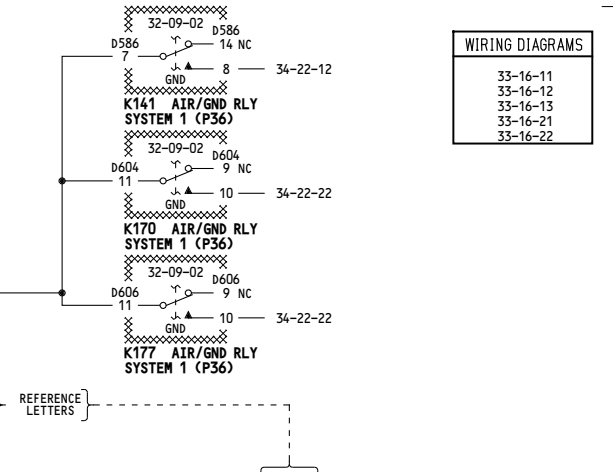 32-09-02
D586 D586
7 14 NC
8 34-22-12
GND
K141 AIR/GND RLY
SYSTEM 1 (P36)
32-09-02
D604 D604
11 9 NC
10 34-22-22
GND
K170 AIR/GND RLY
SYSTEM 1 (P36)
32-09-02
D606 D606
11 9 NC
10 34-22-22
GND
K177 AIR/GND RLY
SYSTEM 1 (P36)
REFERENCE
LETTERS
WIRING DIAGRAMS
33-16-11
33-16-12
33-16-13
33-16-21
33-16-22